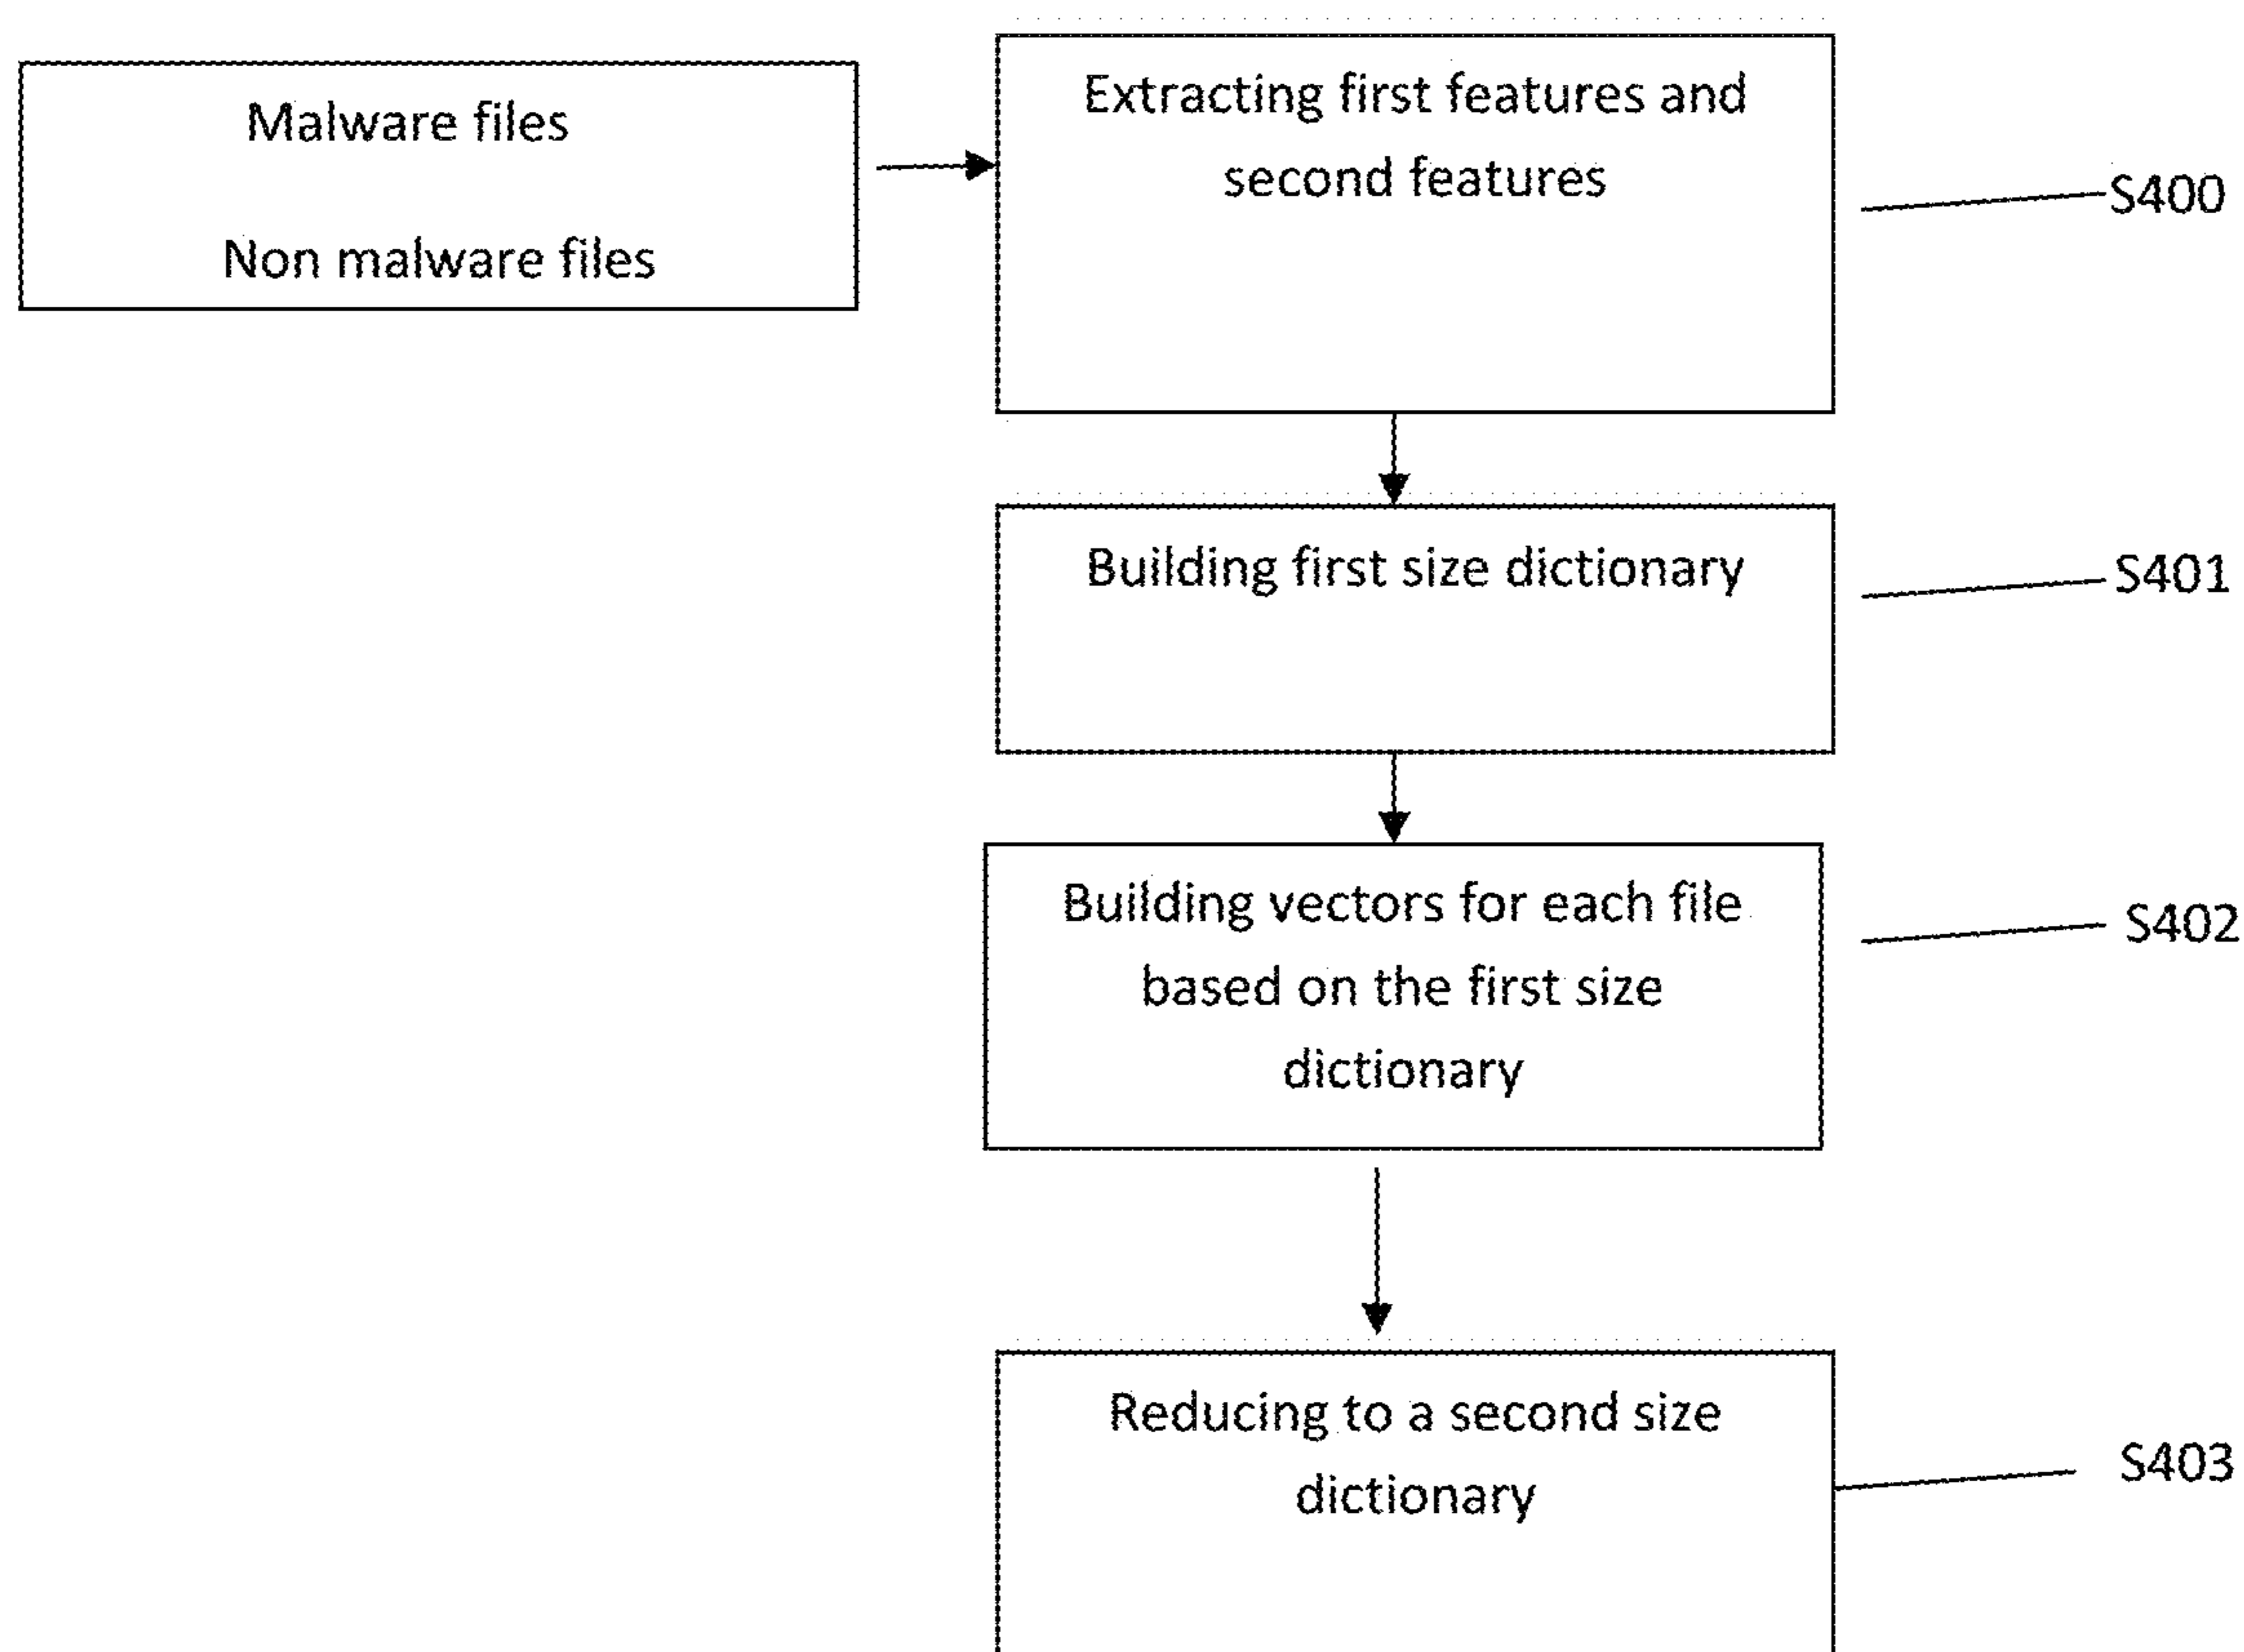 Malware files
Non malware files
Extracting first features and
second features
S400
Building first size dictionary
S401
Building vectors for each file
based on the first size
dictionary
S402
Reducing to a second size
dictionary
S403